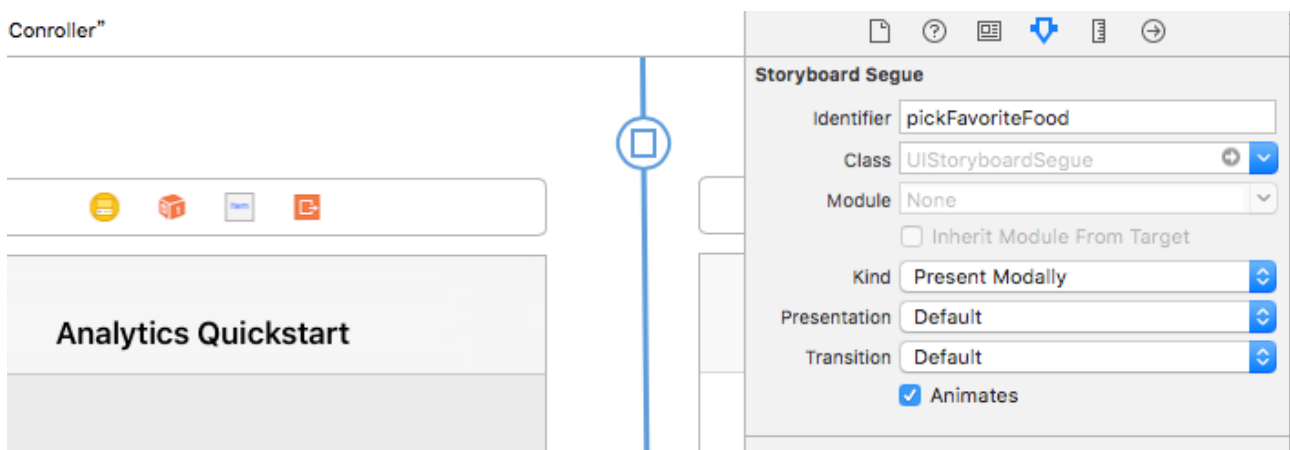 Conroller”
Storyboard Segue
Identifier pickFavoriteFood
Class UIStoryboardSegue
Module None
Inherit Module From Target
Kind Present Modally
Presentation Default
Transition Default
Animates
Analytics Quickstart